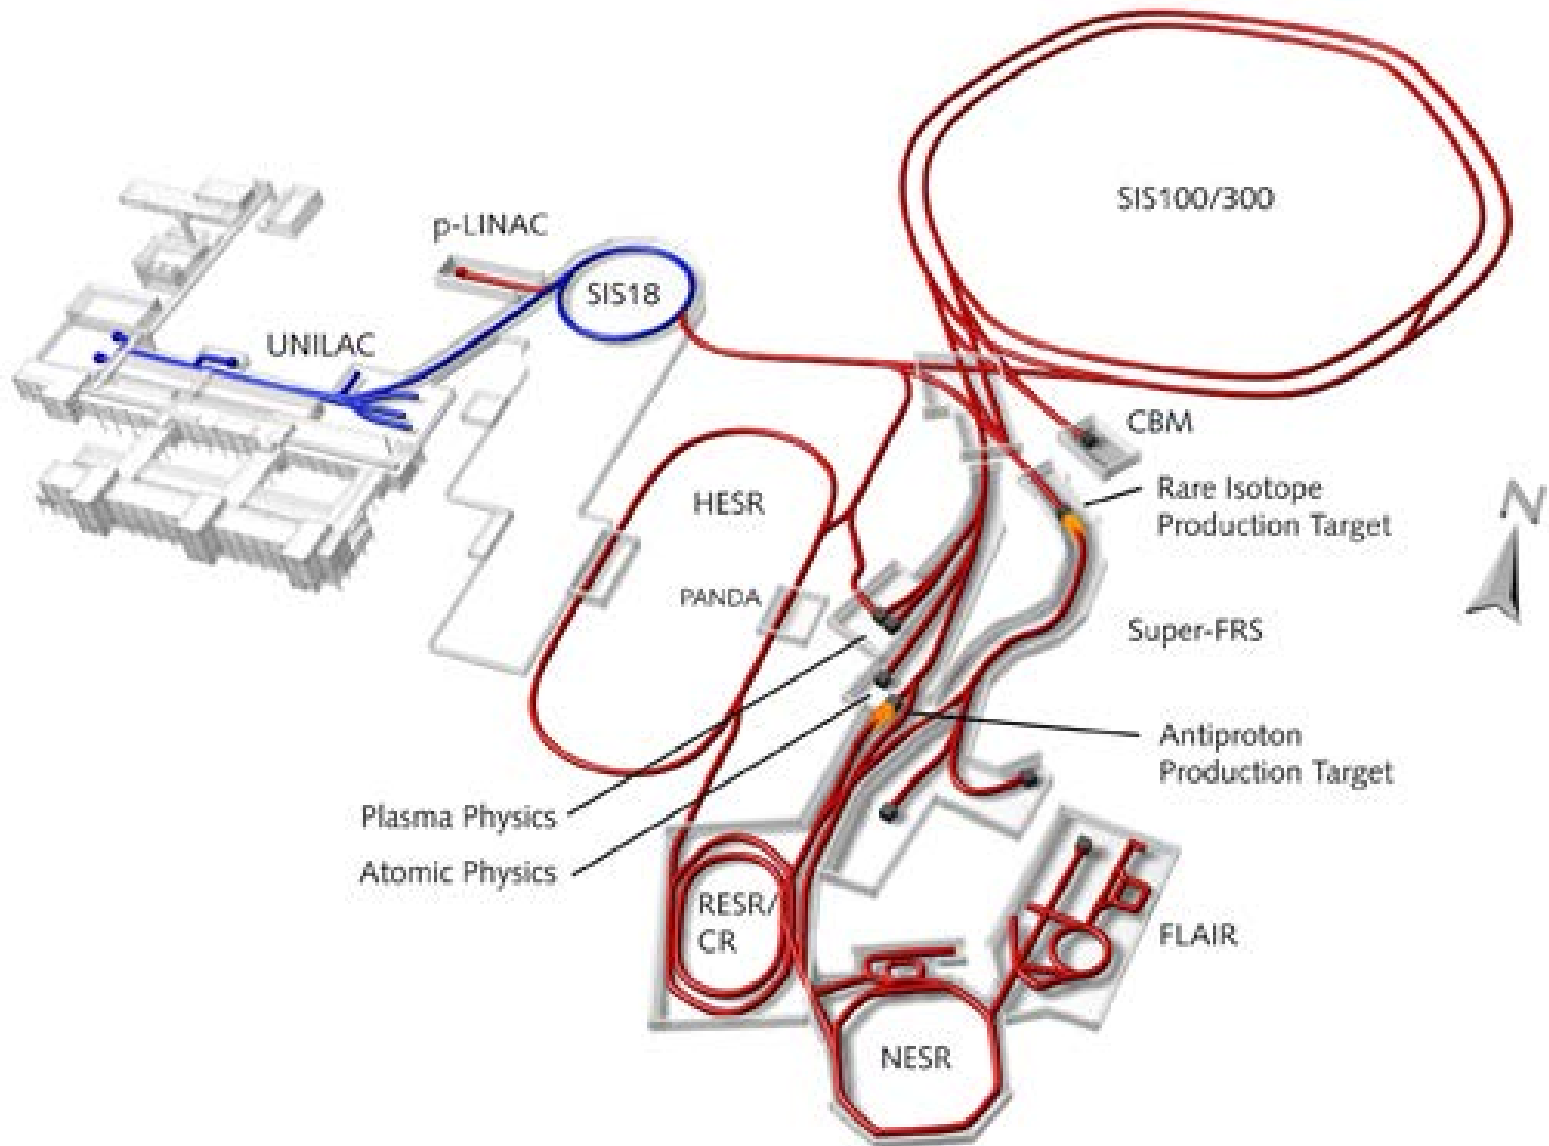 SIS100/300
p-LINAC
SIS18
UNILAC
CBM
Rare Isotope
Production Target
HESR
N
PANDA
Super-FRS
Antiproton
Production Target
Plasma Physics
Atomic Physics
RESR/
CR
FLAIR
NESR